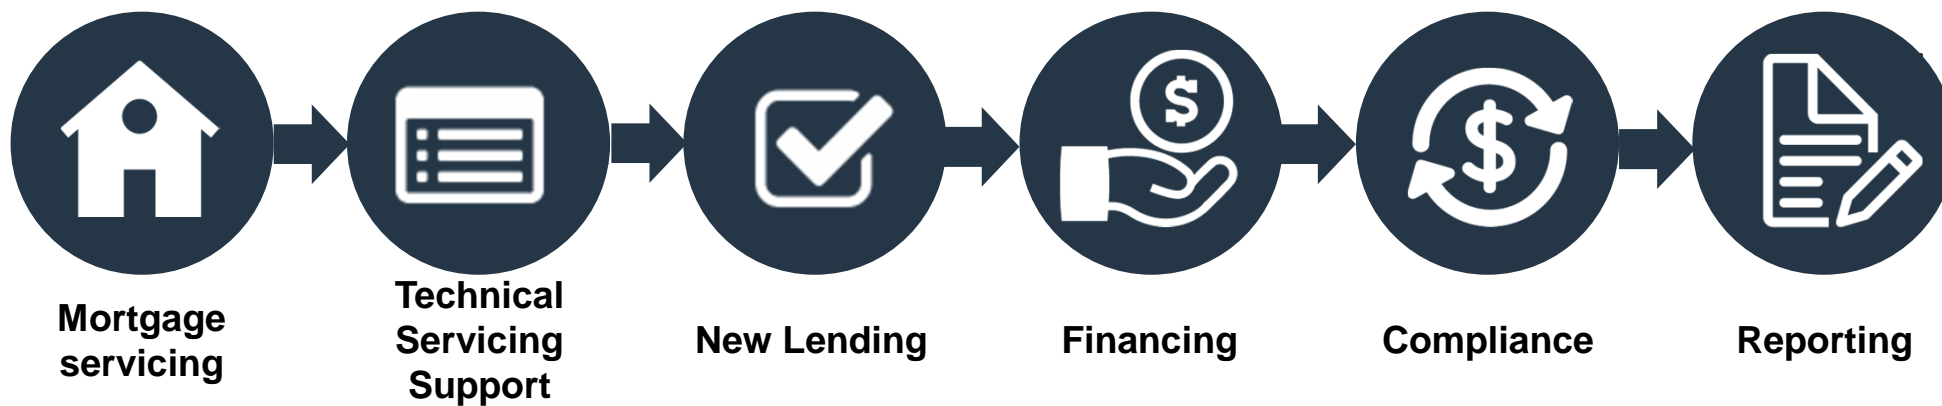 $
$
Mortgage
servicing
Technical
Servicing
Support
New Lending
Financing
Compliance
Reporting